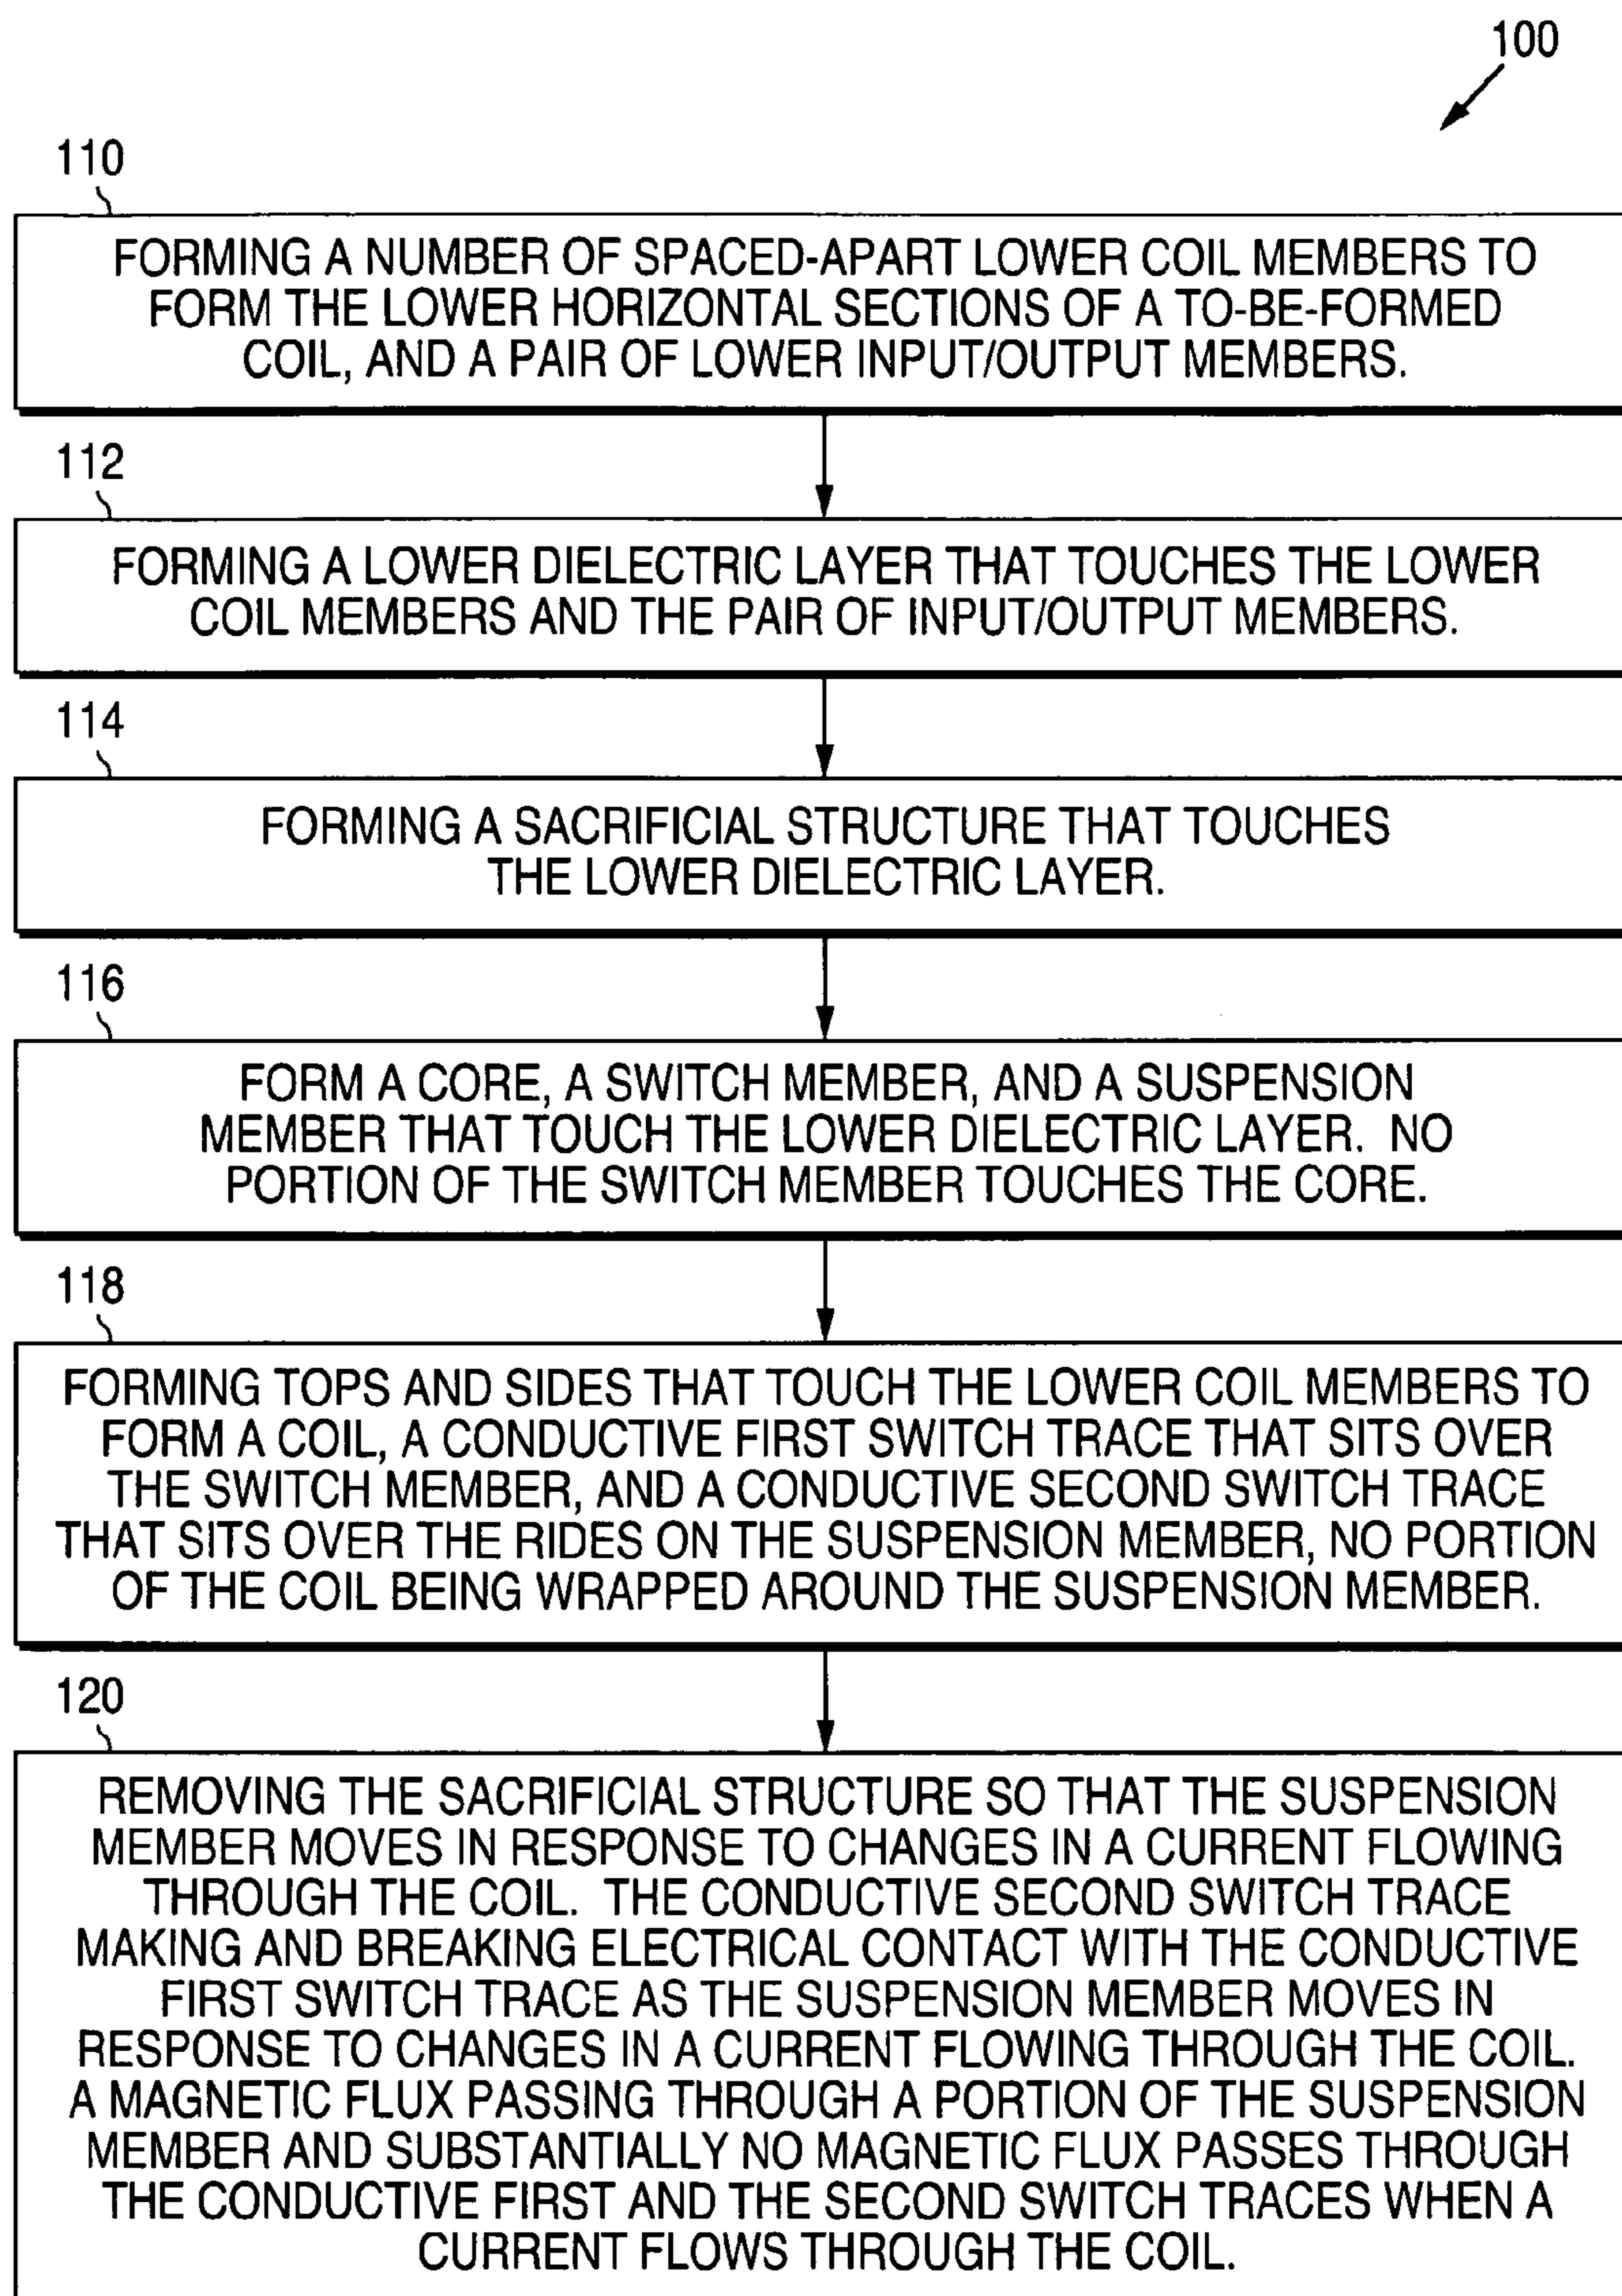 100
110
FORMING A NUMBER OF SPACED-APART LOWER COIL MEMBERS TO
FORM THE LOWER HORIZONTAL SECTIONS OF A TO-BE-FORMED
COIL, AND A PAIR OF LOWER INPUT/OUTPUT MEMBERS.
112
FORMING A LOWER DIELECTRIC LAYER THAT TOUCHES THE LOWER
COIL MEMBERS AND THE PAIR OF INPUT/OUTPUT MEMBERS.
114
FORMING A SACRIFICIAL STRUCTURE THAT TOUCHES
THE LOWER DIELECTRIC LAYER.
116
FORM A CORE, A SWITCH MEMBER, AND A SUSPENSION
MEMBER THAT TOUCH THE LOWER DIELECTRIC LAYER. NO
PORTION OF THE SWITCH MEMBER TOUCHES THE CORE.
118
FORMING TOPS AND SIDES THAT TOUCH THE LOWER COIL MEMBERS TO
FORM A COIL, A CONDUCTIVE FIRST SWITCH TRACE THAT SITS OVER
THE SWITCH MEMBER, AND A CONDUCTIVE SECOND SWITCH TRACE
THAT SITS OVER THE RIDES ON THE SUSPENSION MEMBER, NO PORTION
OF THE COIL BEING WRAPPED AROUND THE SUSPENSION MEMBER.
120
REMOVING THE SACRIFICIAL STRUCTURE SO THAT THE SUSPENSION
MEMBER MOVES IN RESPONSE TO CHANGES IN A CURRENT FLOWING
THROUGH THE COIL. THE CONDUCTIVE SECOND SWITCH TRACE
MAKING AND BREAKING ELECTRICAL CONTACT WITH THE CONDUCTIVE
FIRST SWITCH TRACE AS THE SUSPENSION MEMBER MOVES IN
RESPONSE TO CHANGES IN A CURRENT FLOWING THROUGH THE COIL.
A MAGNETIC FLUX PASSING THROUGH A PORTION OF THE SUSPENSION
MEMBER AND SUBSTANTIALLY NO MAGNETIC FLUX PASSES THROUGH
THE CONDUCTIVE FIRST AND THE SECOND SWITCH TRACES WHEN A
CURRENT FLOWS THROUGH THE COIL.